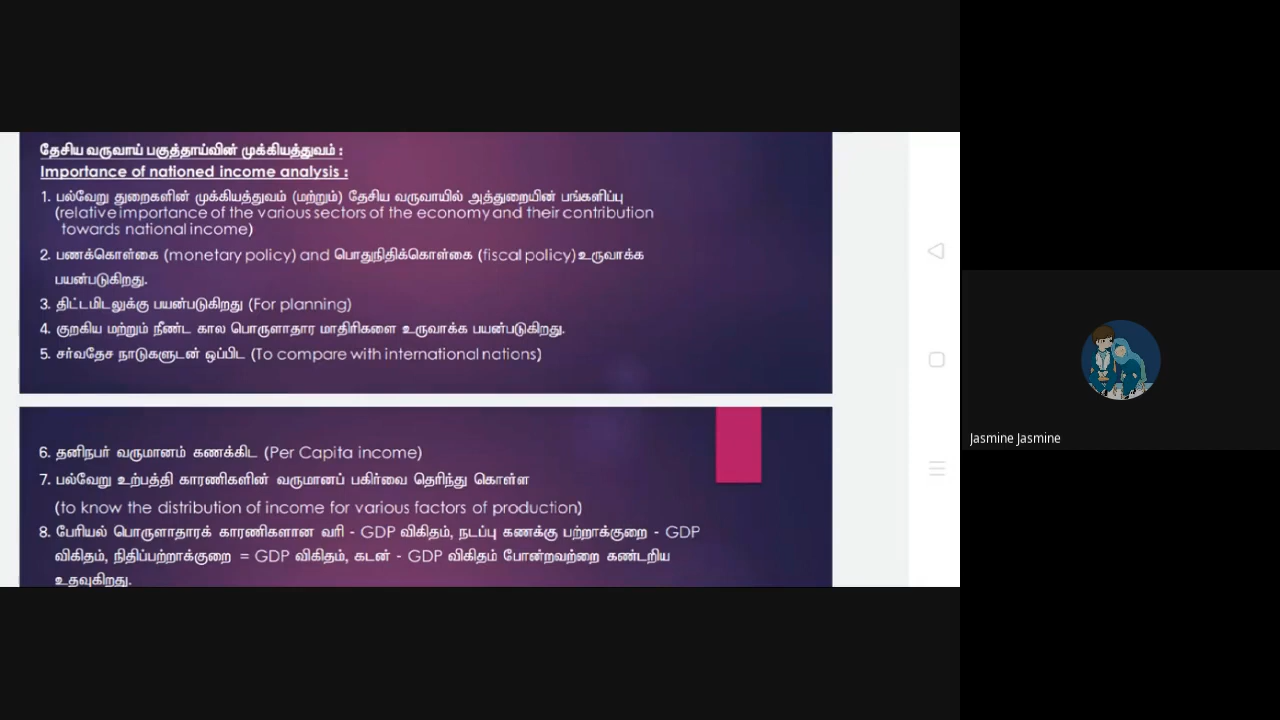 தேசிய வருவாய் பகுத்தாய்வின் முக்கியத்துவம் :
Importance of nationed income analysis :
1. பல்வேறு துறைகளின் முக்கியத்துவம் (மற்றும்) தேசிய வருவாயில் அத்துறையின் பங்களிப்பு
(relative importance of the various sectors of the economy and their contribution
towards national income)
2. பணக்கொள்கை (monetary policy) and பொதுநிதிக்கொள்கை (fiscal policy) உருவாக்க
பயன்படுகிறது.
3. திட்டமிடலுக்கு பயன்படுகிறது (For planning)
4. குறகிய மற்றும் நீண்ட கால பொருளாதார மாதிரிகளை உருவாக்க பயன்படுகிறது.
5. சர்வதேச நாடுகளுடன் ஒப்பிட (To compare with international nations)
6. தனிநபர் வருமானம் கணக்கிட (Per Capita income)
7. பல்வேறு உற்பத்தி காரணிகளின் வருமானப் பகிர்வை தெரிந்து கொள்ள
(to know the distribution of income for various factors of production)
8. பேரியல் பொருளாதாரக் காரணிகளான வரி - GDP விகிதம், நடப்பு கணக்கு பற்றாக்குறை - GDP
விகிதம், நிதிப்பற்றாக்குறை = GDP விகிதம், கடன் - GDP விகிதம் போன்றவற்றை கண்டறிய
உதவுகிறது.
Jasmine Jasmine